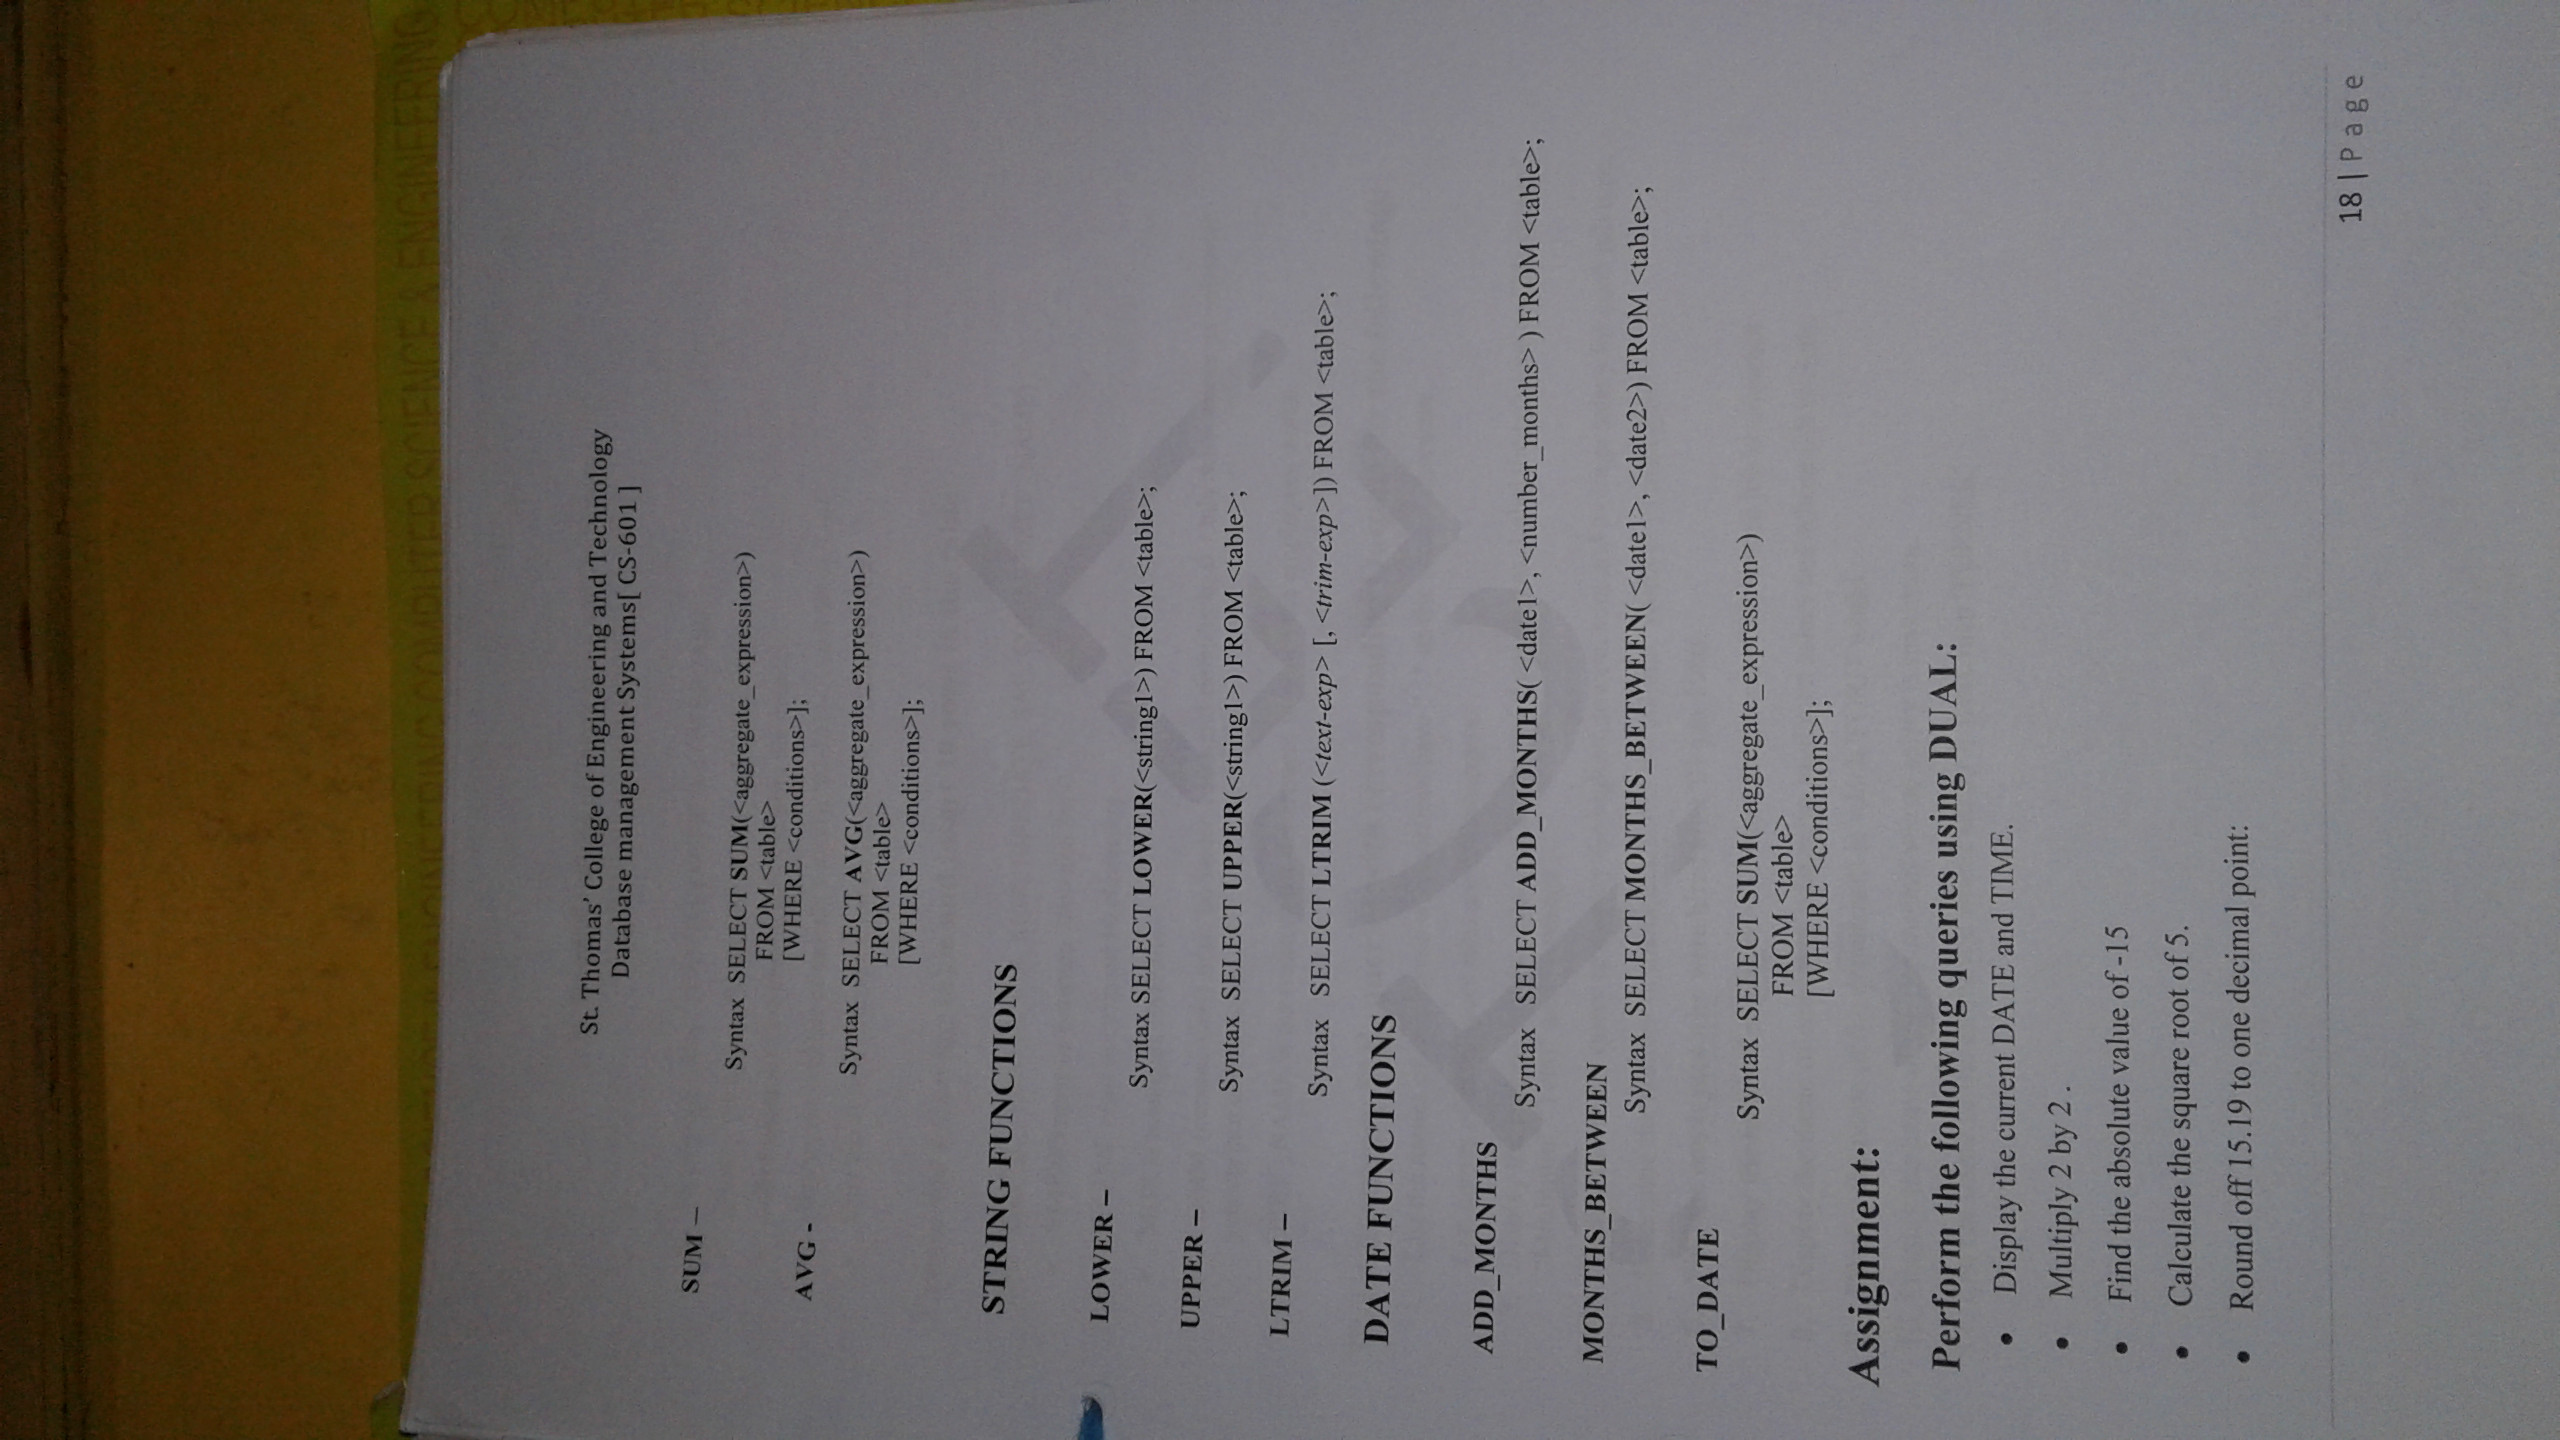 SCIENCE & ENGINEERING COMPUTER SCIENCE & ENGINEERING
St. Thomas' College of Engineering and Technology
Database management Systems[ CS-601 ]
SUM –
Syntax SELECT SUM(<aggregate_expression>)
FROM <table>
[WHERE <conditions>];
AVG -
Syntax SELECT AVG(<aggregate_expression>)
FROM <table>
[WHERE <conditions>];
STRING FUNCTIONS
LOWER –
Syntax SELECT LOWER(<string1>) FROM <table>;
UPPER –
Syntax SELECT UPPER(<string1>) FROM <table>;
LTRIM –
Syntax SELECT LTRIM (<text-exp> [, <trim-exp>]) FROM <table>;
DATE FUNCTIONS
ADD_MONTHS
Syntax SELECT ADD_MONTHS( <date1>, <number_months> ) FROM <table>;
MONTHS_BETWEEN
Syntax SELECT MONTHS_BETWEEN( <date1>, <date2>) FROM <table>;
TO_DATE
Syntax SELECT SUM(<aggregate_expression>)
FROM <table>
[WHERE <conditions>];
Assignment:
Perform the following queries using DUAL:
• Display the current DATE and TIME.
• Multiply 2 by 2 .
• Find the absolute value of -15
• Calculate the square root of 5.
• Round off 15.19 to one decimal point:
18 | P a g e